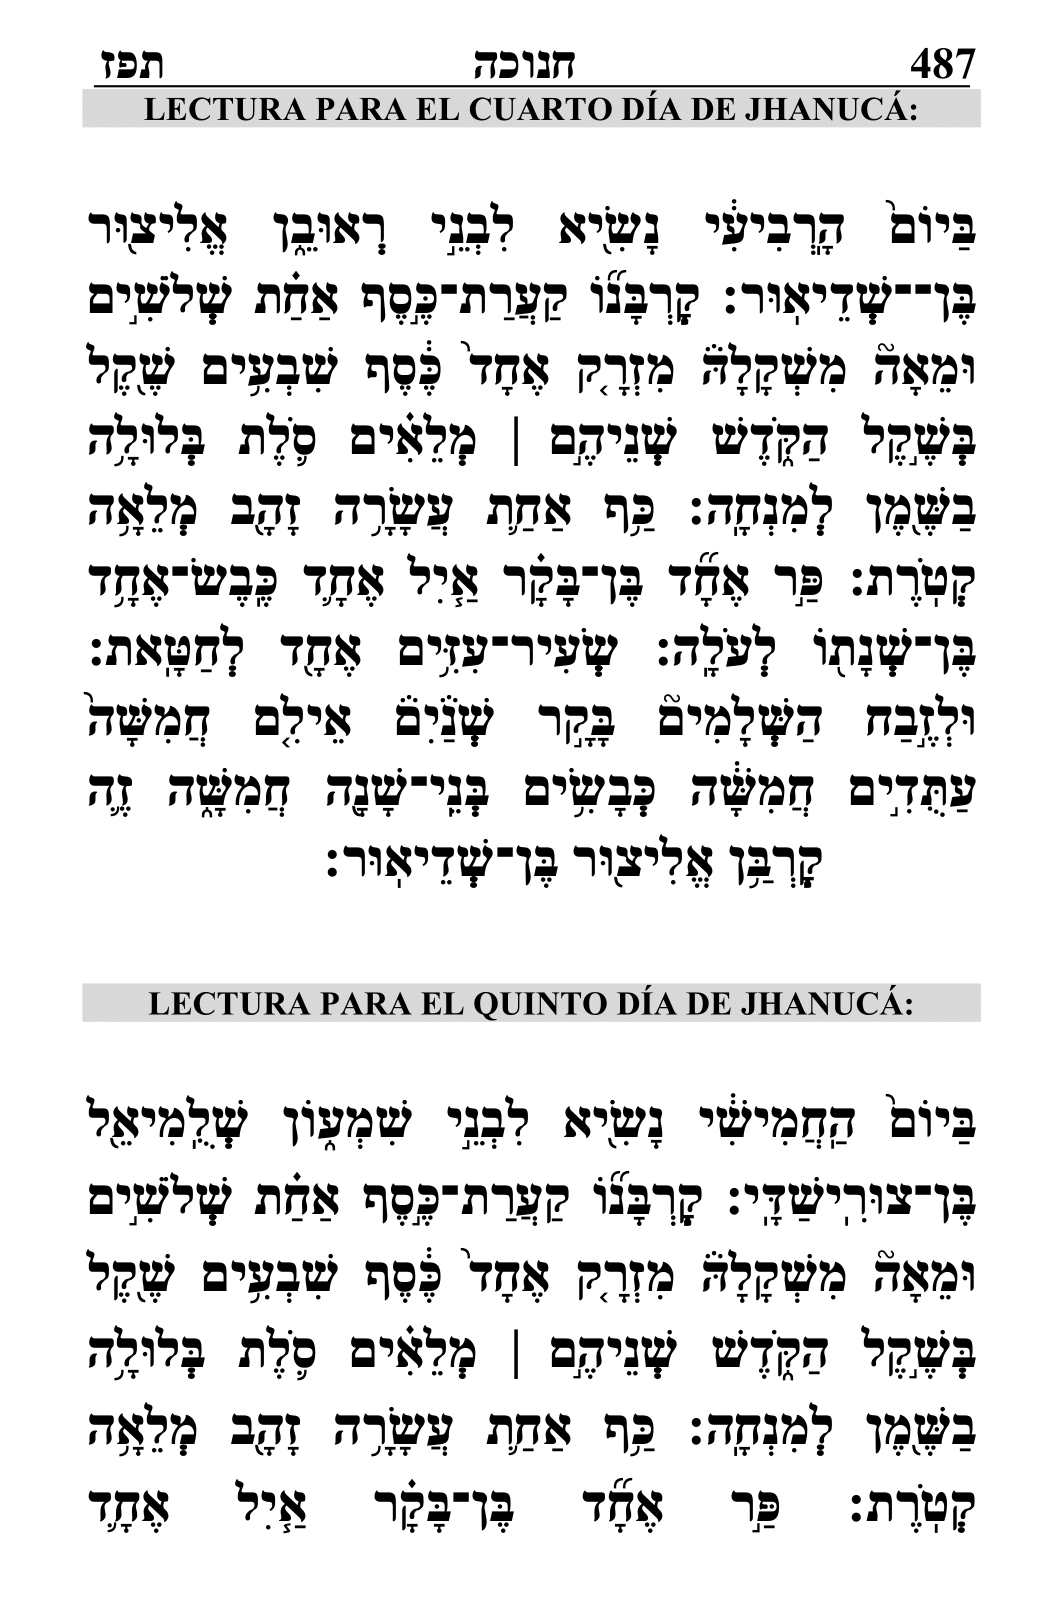 תפז חנוכה 487
LECTURA PARA EL CUARTO DÍA DE JHANUCÁ:
בַּיּוֹם֙ הָֽרְבִיעִ֔י נָשִׂ֖יא לִבְנֵ֣י רְאוּבֵ֑ן אֱלִיצ֖וּר
בֶּן־־שְׁדֵיאֽוּר׃ קׇרְבָּנ֞וֹ קַעֲרַת־כֶּ֣סֶף אַחַ֗ת שְׁלֹשִׁ֣ים
וּמֵאָה֮ מִשְׁקָלָהּ֒ מִזְרָ֤ק אֶחָד֙ כֶּ֔סֶף שִׁבְעִ֥ים שֶׁ֖קֶל
בְּשֶׁ֣קֶל הַקֹּ֑דֶשׁ שְׁנֵיהֶ֣ם | מְלֵאִ֗ים סֹ֛לֶת בְּלוּלָ֥ה
בַשֶּׁ֖מֶן לְמִנְחָֽה׃ כַּ֥ף אַחַ֛ת עֲשָׂרָ֥ה זָהָ֖ב מְלֵאָ֥ה
קְטֹֽרֶת׃ פַּ֣ר אֶחָ֞ד בֶּן־בָּקָ֗ר אַ֧יִל אֶחָ֛ד כֶּֽבֶשׂ־אֶחָ֥ד
בֶּן־שְׁנָת֖וֹ לְעֹלָֽה׃ שְׂעִיר־עִזִּ֥ים אֶחָ֖ד לְחַטָּֽאת׃
וּלְזֶ֣בַח הַשְּׁלָמִים֮ בָּקָ֣ר שְׁנַ֒יִם֒ אֵילִ֤ם חֲמִשָּׁה֙
עַתֻּדִ֣ים חֲמִשָּׁ֔ה כְּבָשִׂ֥ים בְּנֵֽי־שָׁנָ֖ה חֲמִשָּׁ֑ה זֶ֛ה
קׇרְבַּ֥ן אֱלִיצ֖וּר בֶּן־שְׁדֵיאֽוּר׃
LECTURA PARA EL QUINTO DÍA DE JHANUCÁ:
בַּיּוֹם֙ הַֽחֲמִישִׁ֔י נָשִׂ֖יא לִבְנֵ֣י שִׁמְע֑וֹן שְׁלֻֽמִיאֵ֖ל
בֶּן־צוּרִֽישַׁדָּֽי׃ קׇרְבָּנ֞וֹ קַעֲרַת־כֶּ֣סֶף אַחַ֗ת שְׁלֹשִׁ֣ים
וּמֵאָה֮ מִשְׁקָלָהּ֒ מִזְרָ֤ק אֶחָד֙ כֶּ֔סֶף שִׁבְעִ֥ים שֶׁ֖קֶל
בְּשֶׁ֣קֶל הַקֹּ֑דֶשׁ שְׁנֵיהֶ֣ם | מְלֵאִ֗ים סֹ֛לֶת בְּלוּלָ֥ה
בַשֶּׁ֖מֶן לְמִנְחָֽה׃ כַּ֥ף אַחַ֛ת עֲשָׂרָ֥ה זָהָ֖ב מְלֵאָ֥ה
קְטֹֽרֶת׃ פַּ֣ר אֶחָ֞ד בֶּן־בָּקָ֗ר אַ֧יִל אֶחָ֛ד